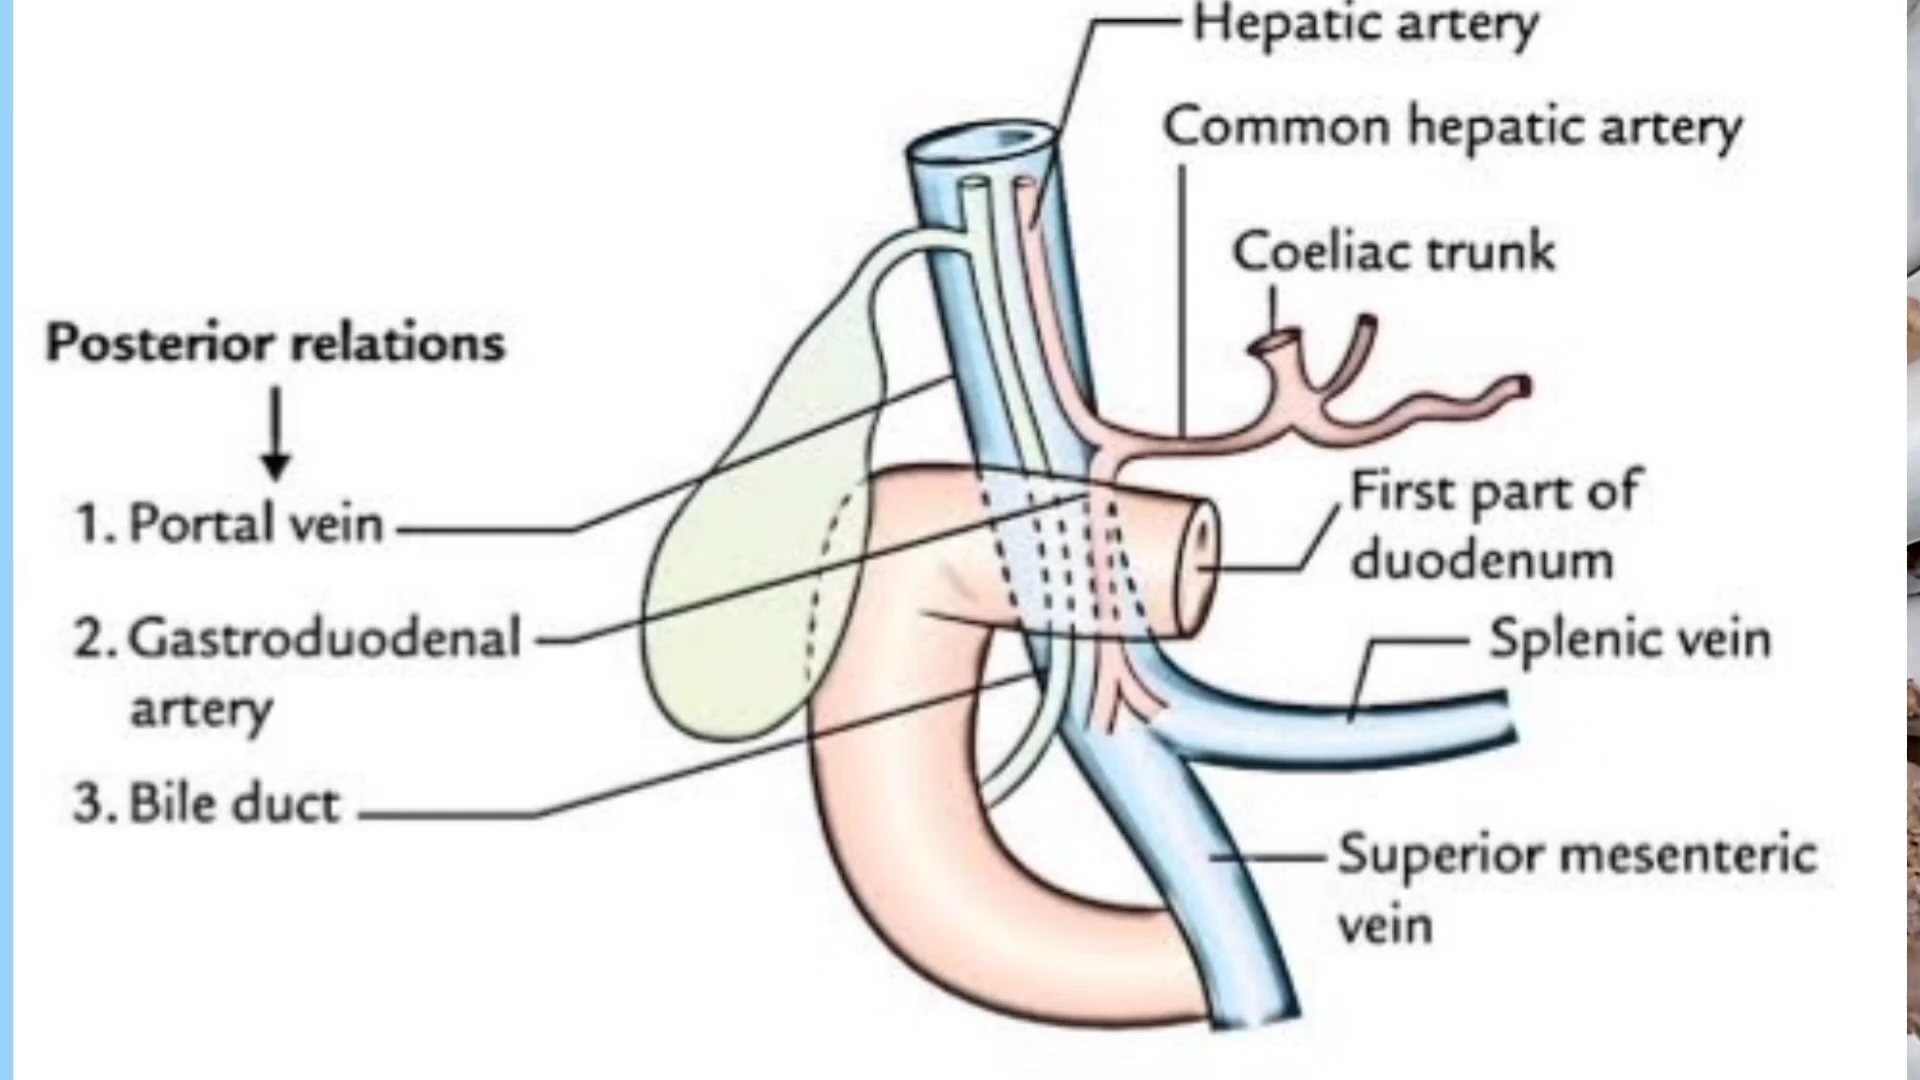 Hepatic artery
Common hepatic artery
Coeliac trunk
Posterior relations
1. Portal vein
First part of
duodenum
2. Gastroduodenal
artery
Splenic vein
3. Bile duct
Superior mesenteric
vein